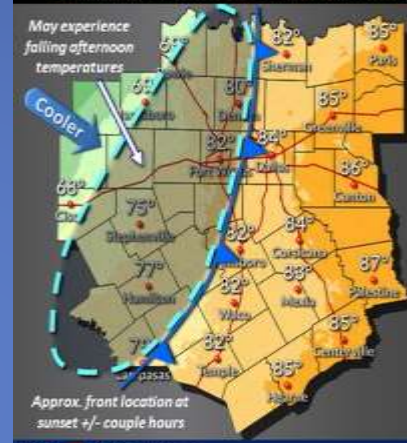 May experience
falling afternoon
temperatures
Cooler
82°
Sherman
85°
Paris
80°
85°
Greenville
82°
Fort Worth
84°
Dallas
86°
Canton
68°
75°
Stephenville
82°
84°
Corsicana
77°
Hamilton
82°
Waco
83°
Mexia
87°
Palestine
82°
Temple
85°
Centerville
85°
Hearne
Approx. front location at
sunset +/- couple hours